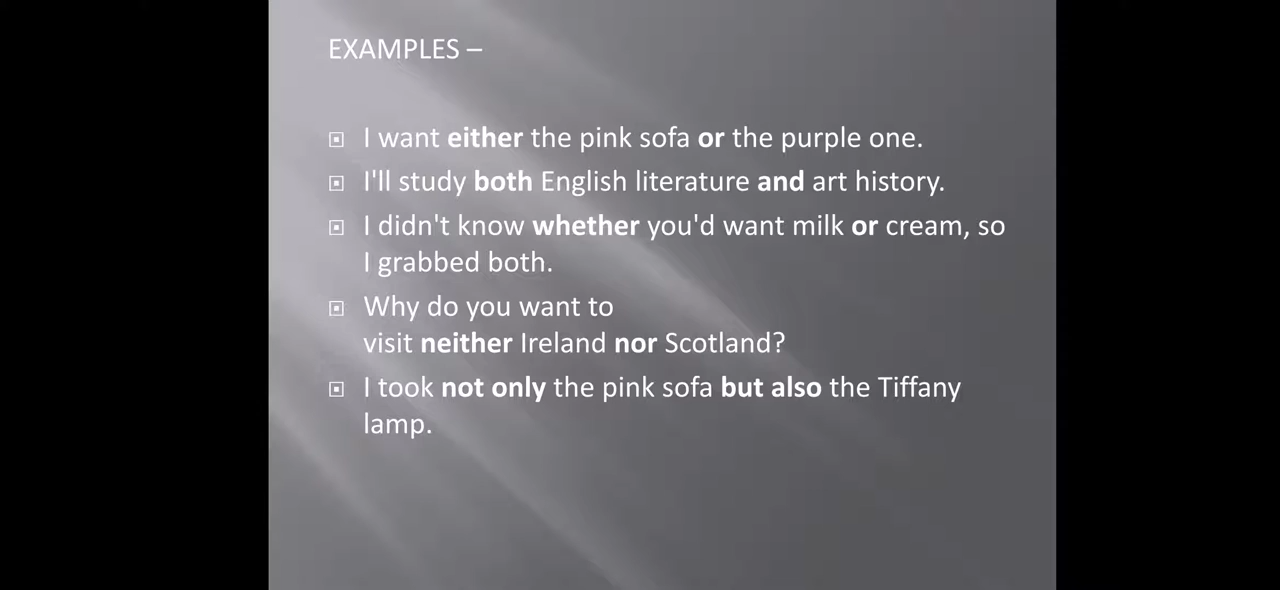 EXAMPLES –
I want either the pink sofa or the purple one.
I'll study both English literature and art history.
I didn't know whether you'd want milk or cream, so
I grabbed both.
Why do you want to
visit neither Ireland nor Scotland?
I took not only the pink sofa but also the Tiffany
lamp.